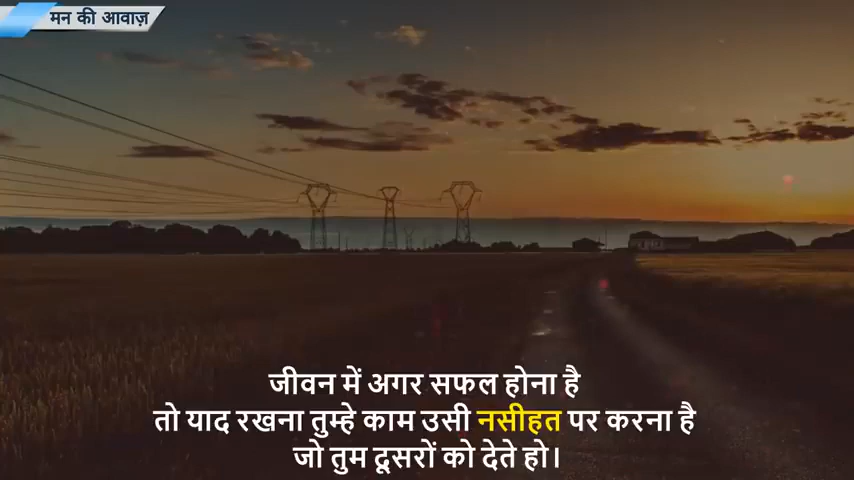 मन की आवाज़
जीवन में अगर सफल होना है
तो याद रखना तुम्हे काम उसी नसीहत पर करना है
जो तुम दूसरों को देते हो।